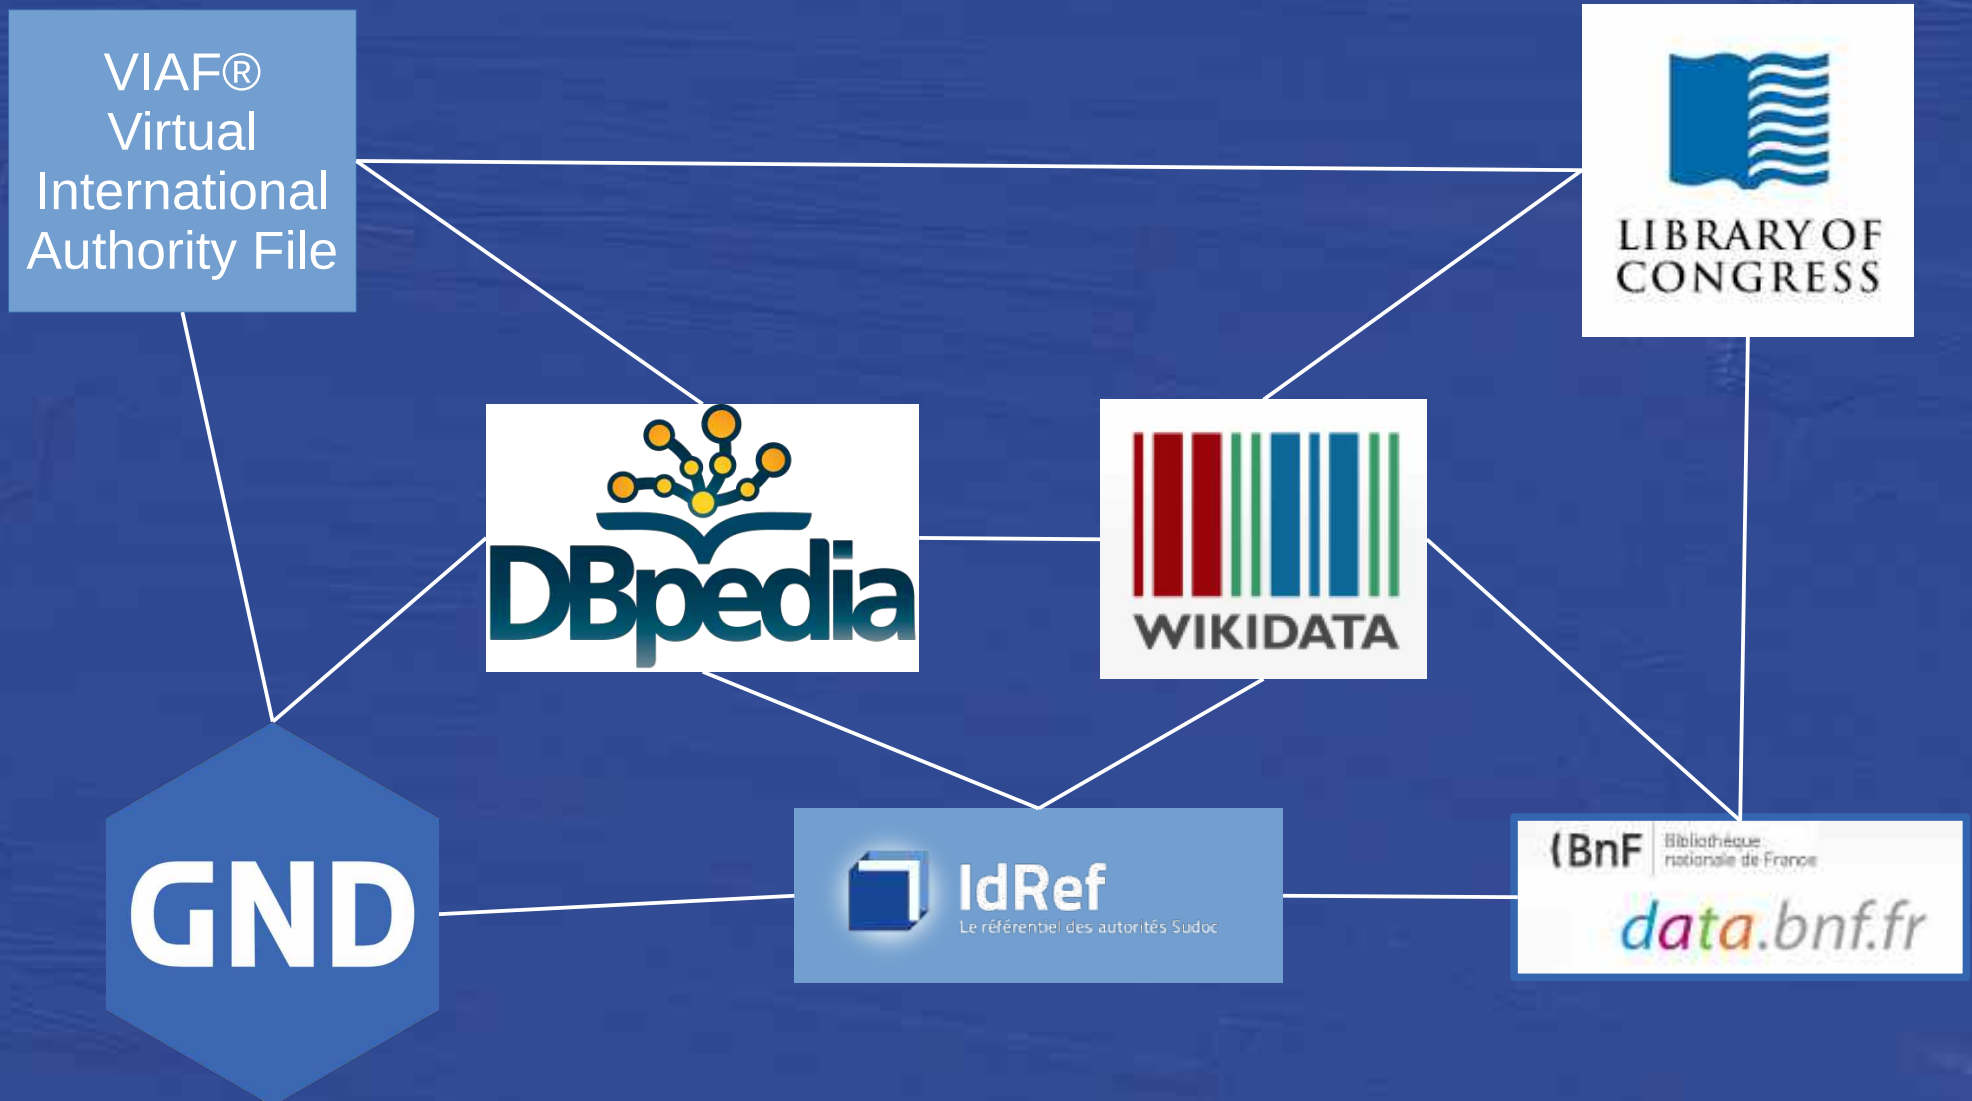 VIAF®
Virtual
International
Authority File
LIBRARY OF
CONGRESS
DBpedia
WIKIDATA
GND
IdRef
Le référentiel des autorités Sudoc
(BnF
Bibliothèque
nationale de France
data.bnf.fr